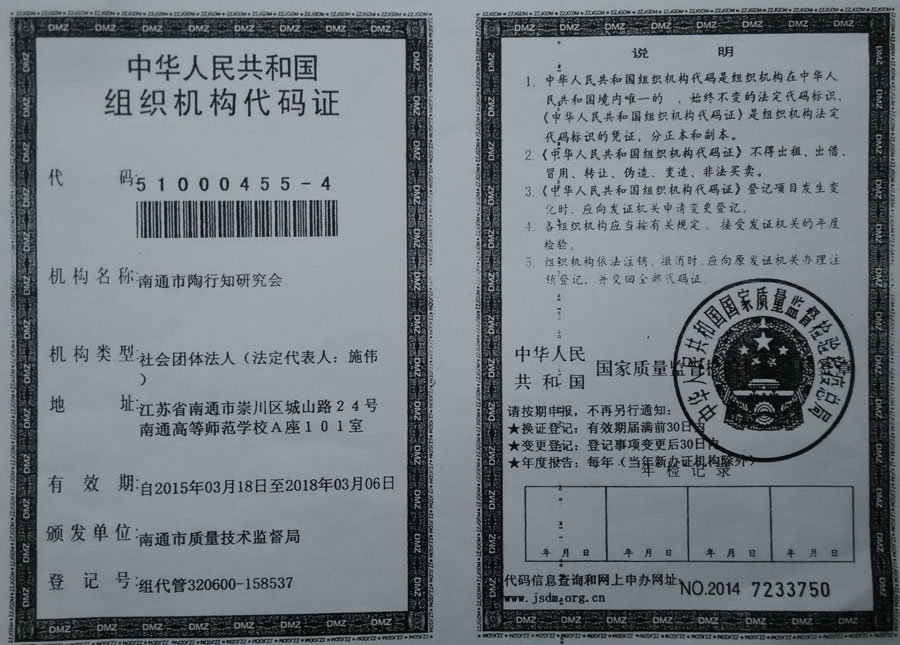 中华人民共和国
组织机构代码证
代 码:51000455-4
机构名称:南通市陶行知研究会
机构类型:社会团体法人（法定代表人：施伟
）
地 址:江苏省南通市崇川区城山路24号
南通高等师范学校A座101室
有 效 期:自2015年03月18日至2018年03月06日
颁发单位:南通市质量技术监督局
登 记 号:组代管320600-158537
说 明
1. 中华人民共和国组织机构代码是组织机构在中华人
民共和国境内唯一的 、始终不变的法定代码标识，
《中华人民共和国组织机构代码证》是组织机构法定
代码标识的凭证，分正本和副本。
2.《中华人民共和国组织机构代码证》不得出租、出借、
冒用、转让、伪造、变造、非法买卖。
3.《中华人民共和国组织机构代码证》登记项目发生变
化时，应向发证机关申请变更登记。
4. 各组织机构应当按有关规定，接受发证机关的年度
检验。
5. 组织机构依法注销、撤消时，应向原发证机关办理注
销登记、并交回全部代码证。
中华人民共和国国家质量监督检验检疫总局
中华人民
共和国 国家质量监督 章
请按期申报，不再另行通知：
★换证登记：有效期届满前30日内
★变更登记：登记事项变更后30日内
★年度报告：每年（当年新办证机构除外）
年检记录
年 月 日 年 月 日 年 月 日 年 月 日
代码信息查询和网上申办网址：
www.jsdm.org.cn
NO.2014 7233750